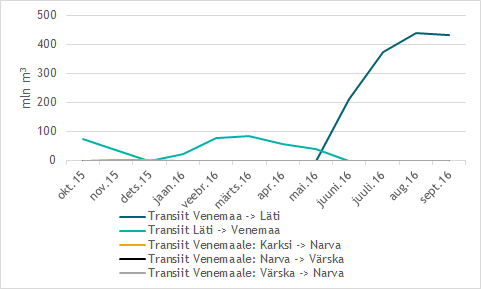 500
400
300
200
100
0
mln m³
okt.15
nov.15
dets.15
jaan.16
veebr.16
märts.16
apr.16
mai.16
juuni.16
juuli.16
aug.16
sept.16
Transiit Venemaa -> Läti
Transiit Läti -> Venemaa
Transiit Venemaale: Karksi -> Narva
Transiit Venemaale: Narva -> Värska
Transiit Venemaale: Värska -> Narva